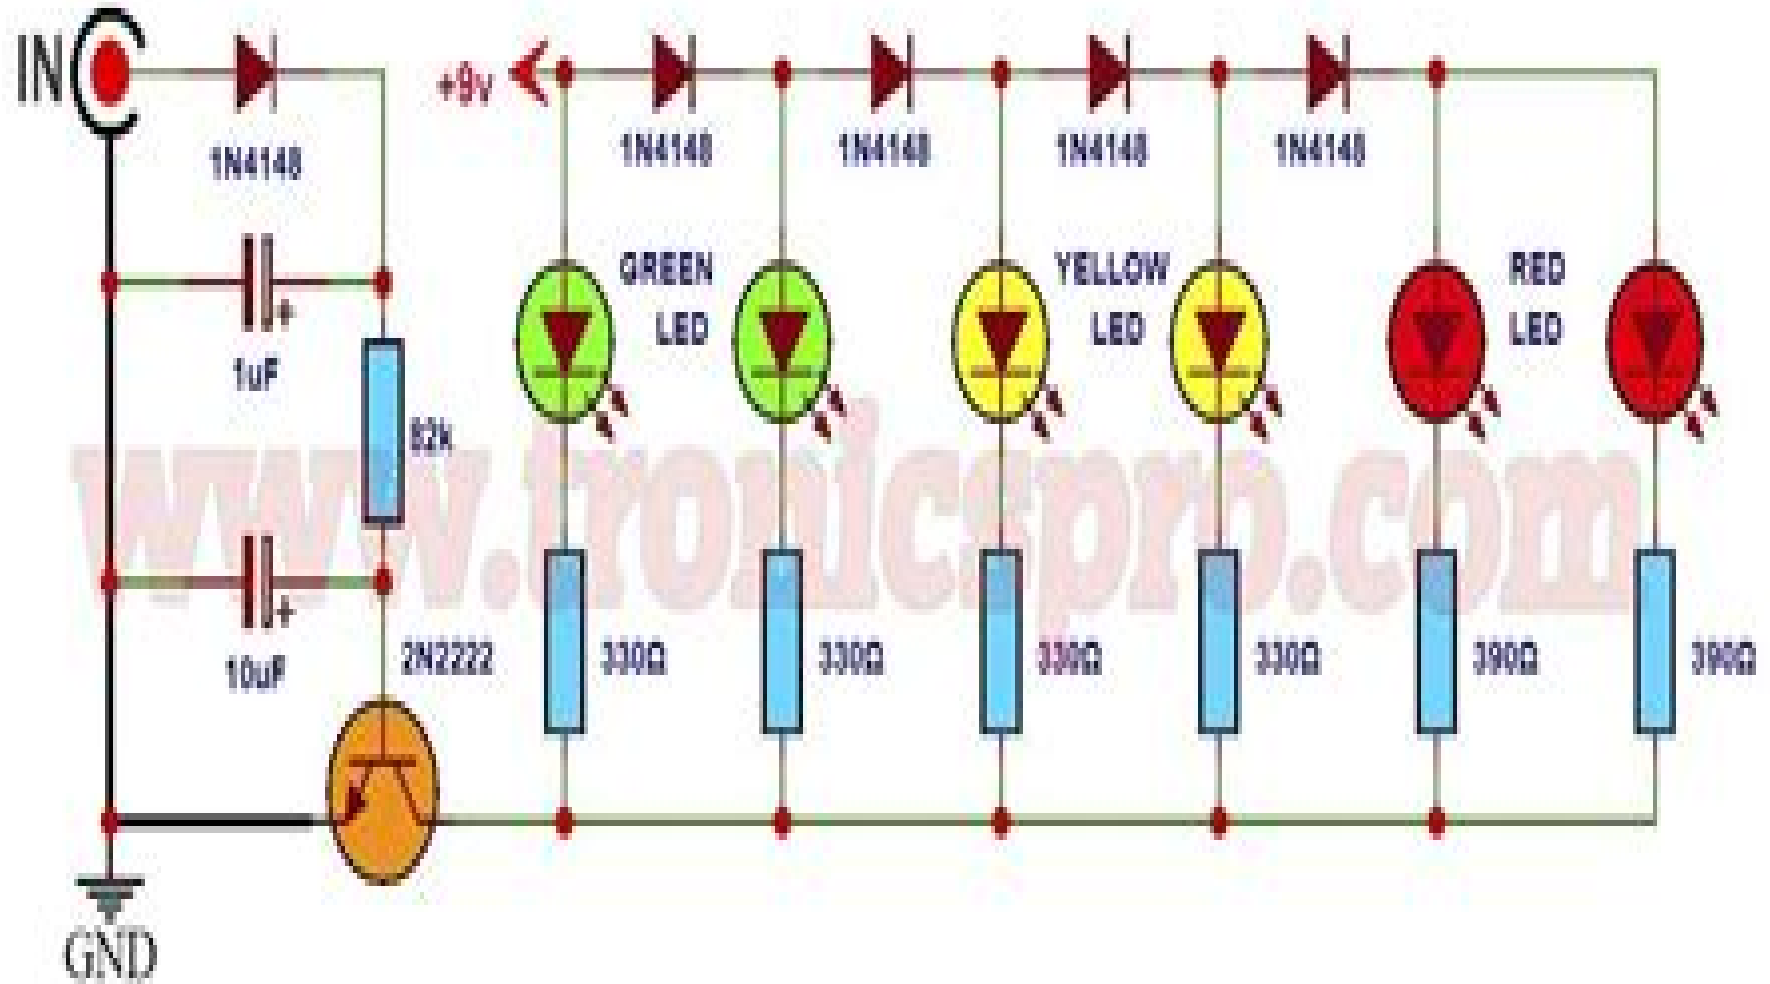 IN
+9v
1N4148
1N4148
1N4148
1N4148
1N4148
GREEN
LED
YELLOW
LED
RED
LED
1uF
82k
www.tronicspro.com
10uF
2N2222
330Ω
330Ω
330Ω
330Ω
390Ω
390Ω
GND
+
+